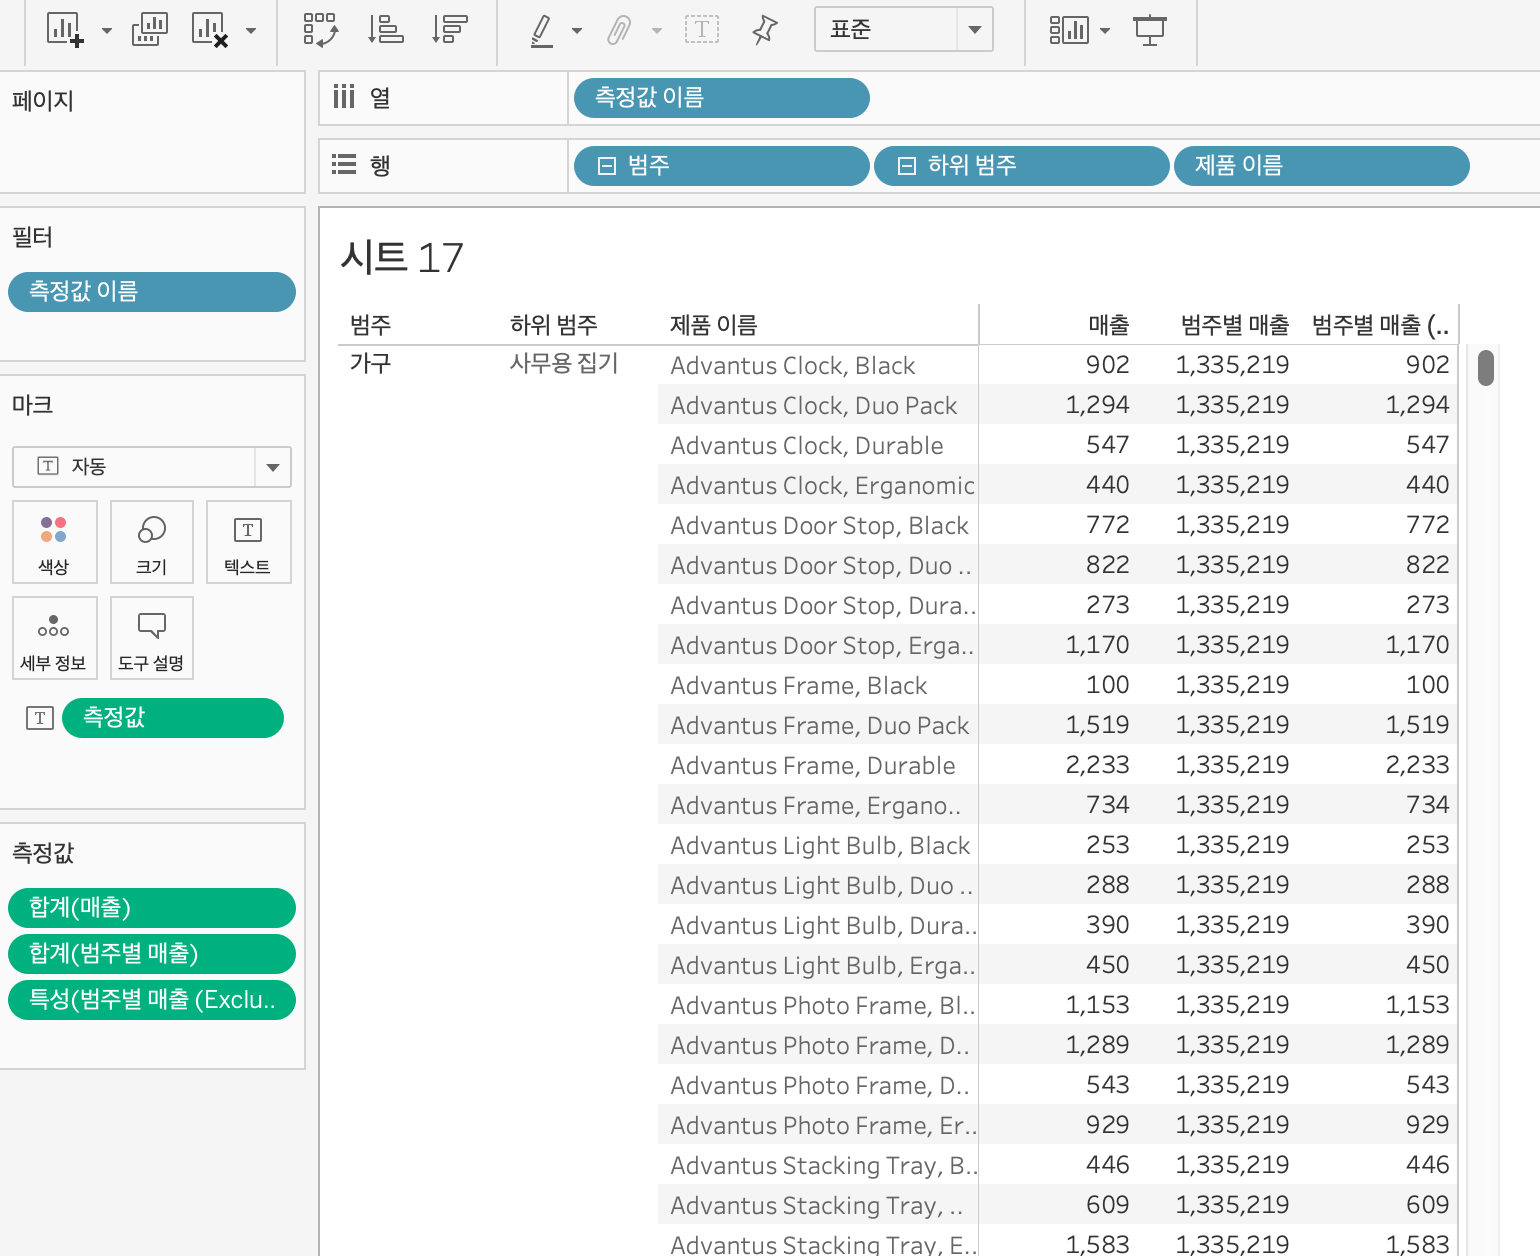 표준
페이지
열
측정값 이름
행
범주
하위 범주
제품 이름
필터
측정값 이름
마크
자동
색상
크기
텍스트
세부 정보
도구 설명
측정값
측정값
합계(매출)
합계(범주별 매출)
특성(범주별 매출 (Exclu..
시트 17
범주 하위 범주 제품 이름 매출 범주별 매출 범주별 매출 (..
가구 사무용 집기 Advantus Clock, Black 902 1,335,219 902
Advantus Clock, Duo Pack 1,294 1,335,219 1,294
Advantus Clock, Durable 547 1,335,219 547
Advantus Clock, Erganomic 440 1,335,219 440
Advantus Door Stop, Black 772 1,335,219 772
Advantus Door Stop, Duo .. 822 1,335,219 822
Advantus Door Stop, Dura.. 273 1,335,219 273
Advantus Door Stop, Erga.. 1,170 1,335,219 1,170
Advantus Frame, Black 100 1,335,219 100
Advantus Frame, Duo Pack 1,519 1,335,219 1,519
Advantus Frame, Durable 2,233 1,335,219 2,233
Advantus Frame, Ergano.. 734 1,335,219 734
Advantus Light Bulb, Black 253 1,335,219 253
Advantus Light Bulb, Duo .. 288 1,335,219 288
Advantus Light Bulb, Dura.. 390 1,335,219 390
Advantus Light Bulb, Erga.. 450 1,335,219 450
Advantus Photo Frame, Bl.. 1,153 1,335,219 1,153
Advantus Photo Frame, D.. 1,289 1,335,219 1,289
Advantus Photo Frame, D.. 543 1,335,219 543
Advantus Photo Frame, Er.. 929 1,335,219 929
Advantus Stacking Tray, B.. 446 1,335,219 446
Advantus Stacking Tray, .. 609 1,335,219 609
Advantus Stacking Tray, E.. 1,583 1,335,219 1,583